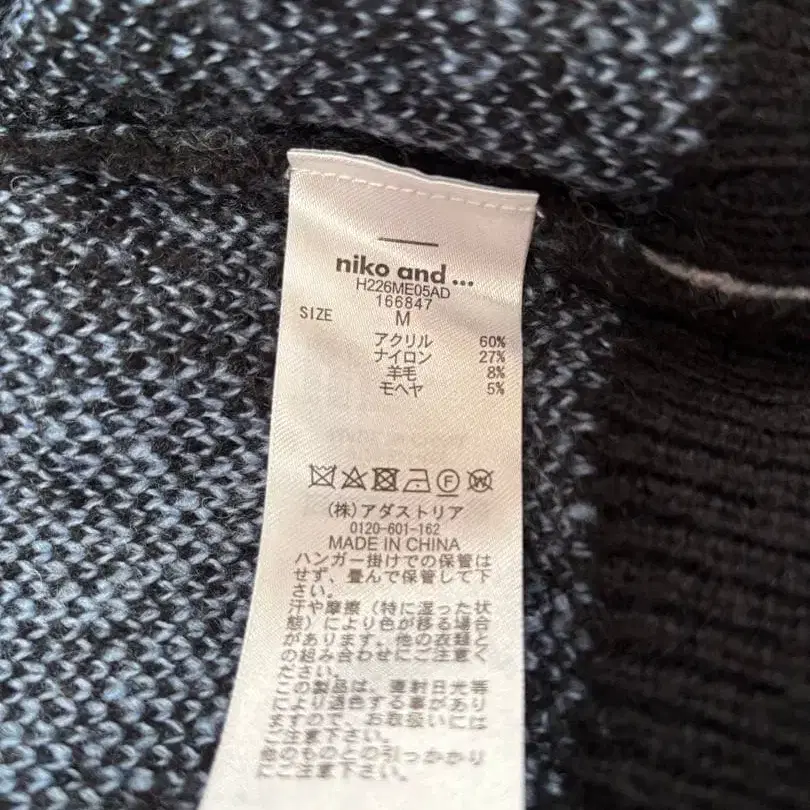 niko and ...
H226ME05AD
166847
SIZE M
アクリル 60%
ナイロン 27%
羊毛 8%
モヘヤ 5%
F W
(株)アダストリア
0120-601-162
MADE IN CHINA
ハンガー掛けでの保管は
せず、畳んで保管して下
さい。
汗や摩擦(特に湿った状
態)により色が移る場合
があります。他の衣類と
の組み合わせにご注意く
ださい。
この製品は、直射日光等
により退色する事があり
ますので、お取扱いには
ご注意下さい。
他のものとの引っかかり
にご注意下さい。